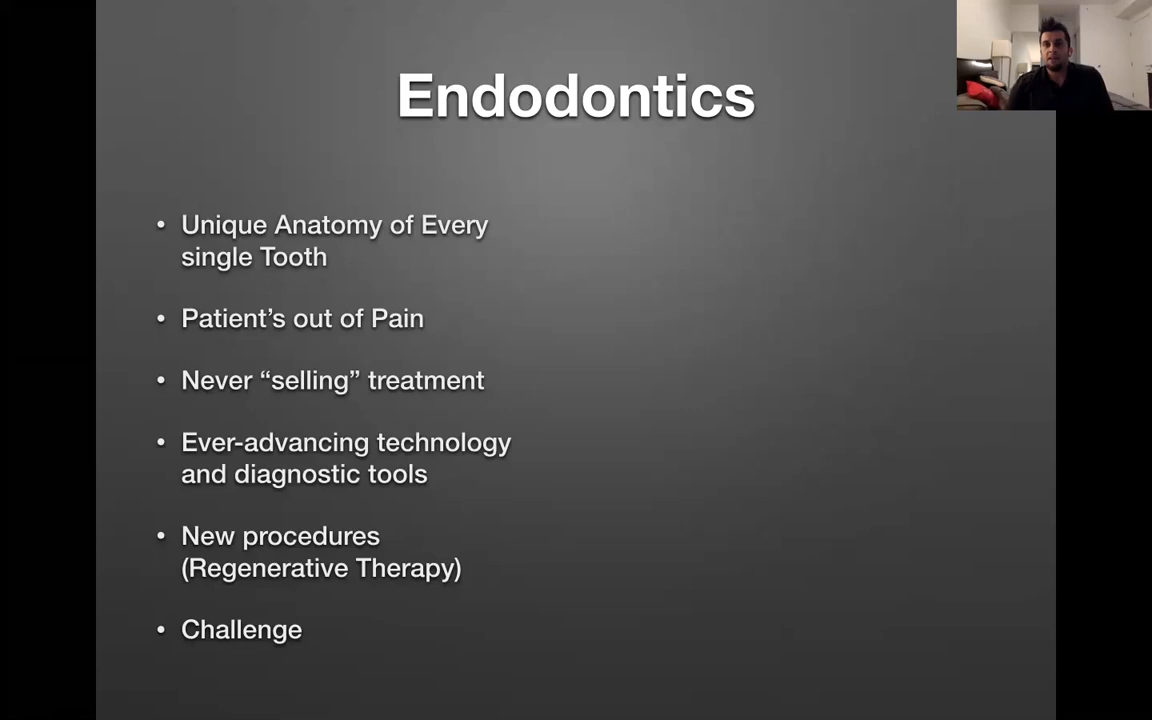 Endodontics
• Unique Anatomy of Every
single Tooth
• Patient’s out of Pain
• Never “selling” treatment
• Ever-advancing technology
and diagnostic tools
• New procedures
(Regenerative Therapy)
• Challenge